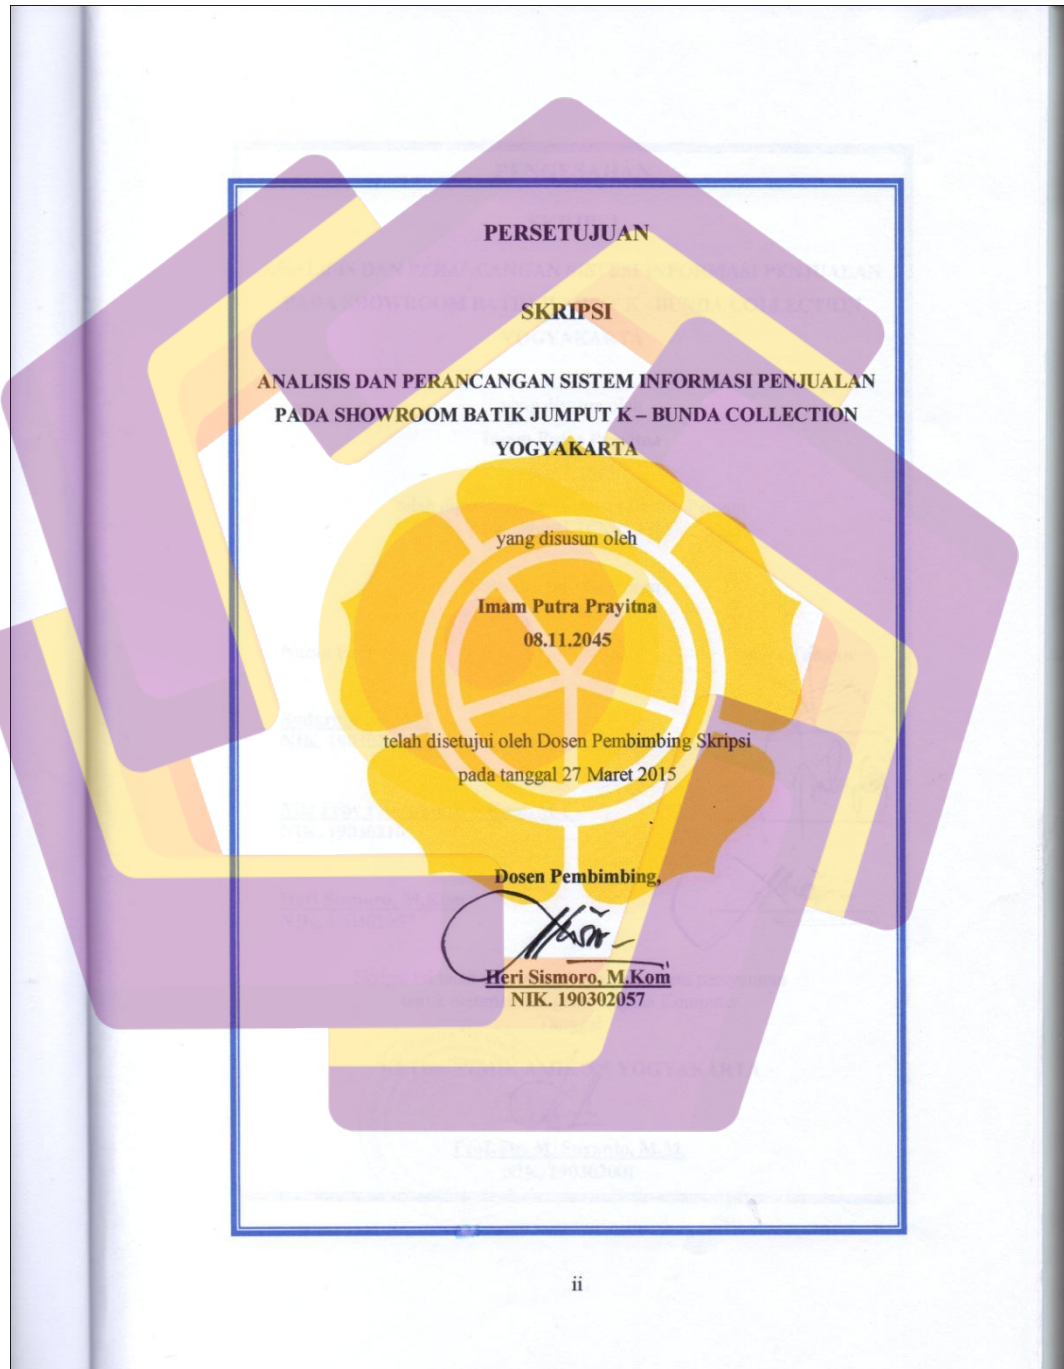 PERSETUJUAN
SKRIPSI
ANALISIS DAN PERANCANGAN SISTEM INFORMASI PENJUALAN
PADA SHOWROOM BATIK JUMPUT K – BUNDA COLLECTION
YOGYAKARTA
yang disusun oleh
Imam Putra Prayitna
08.11.2045
telah disetujui oleh Dosen Pembimbing Skripsi
pada tanggal 27 Maret 2015
Dosen Pembimbing,
Heri Sismoro, M.Kom
NIK. 190302057
ii